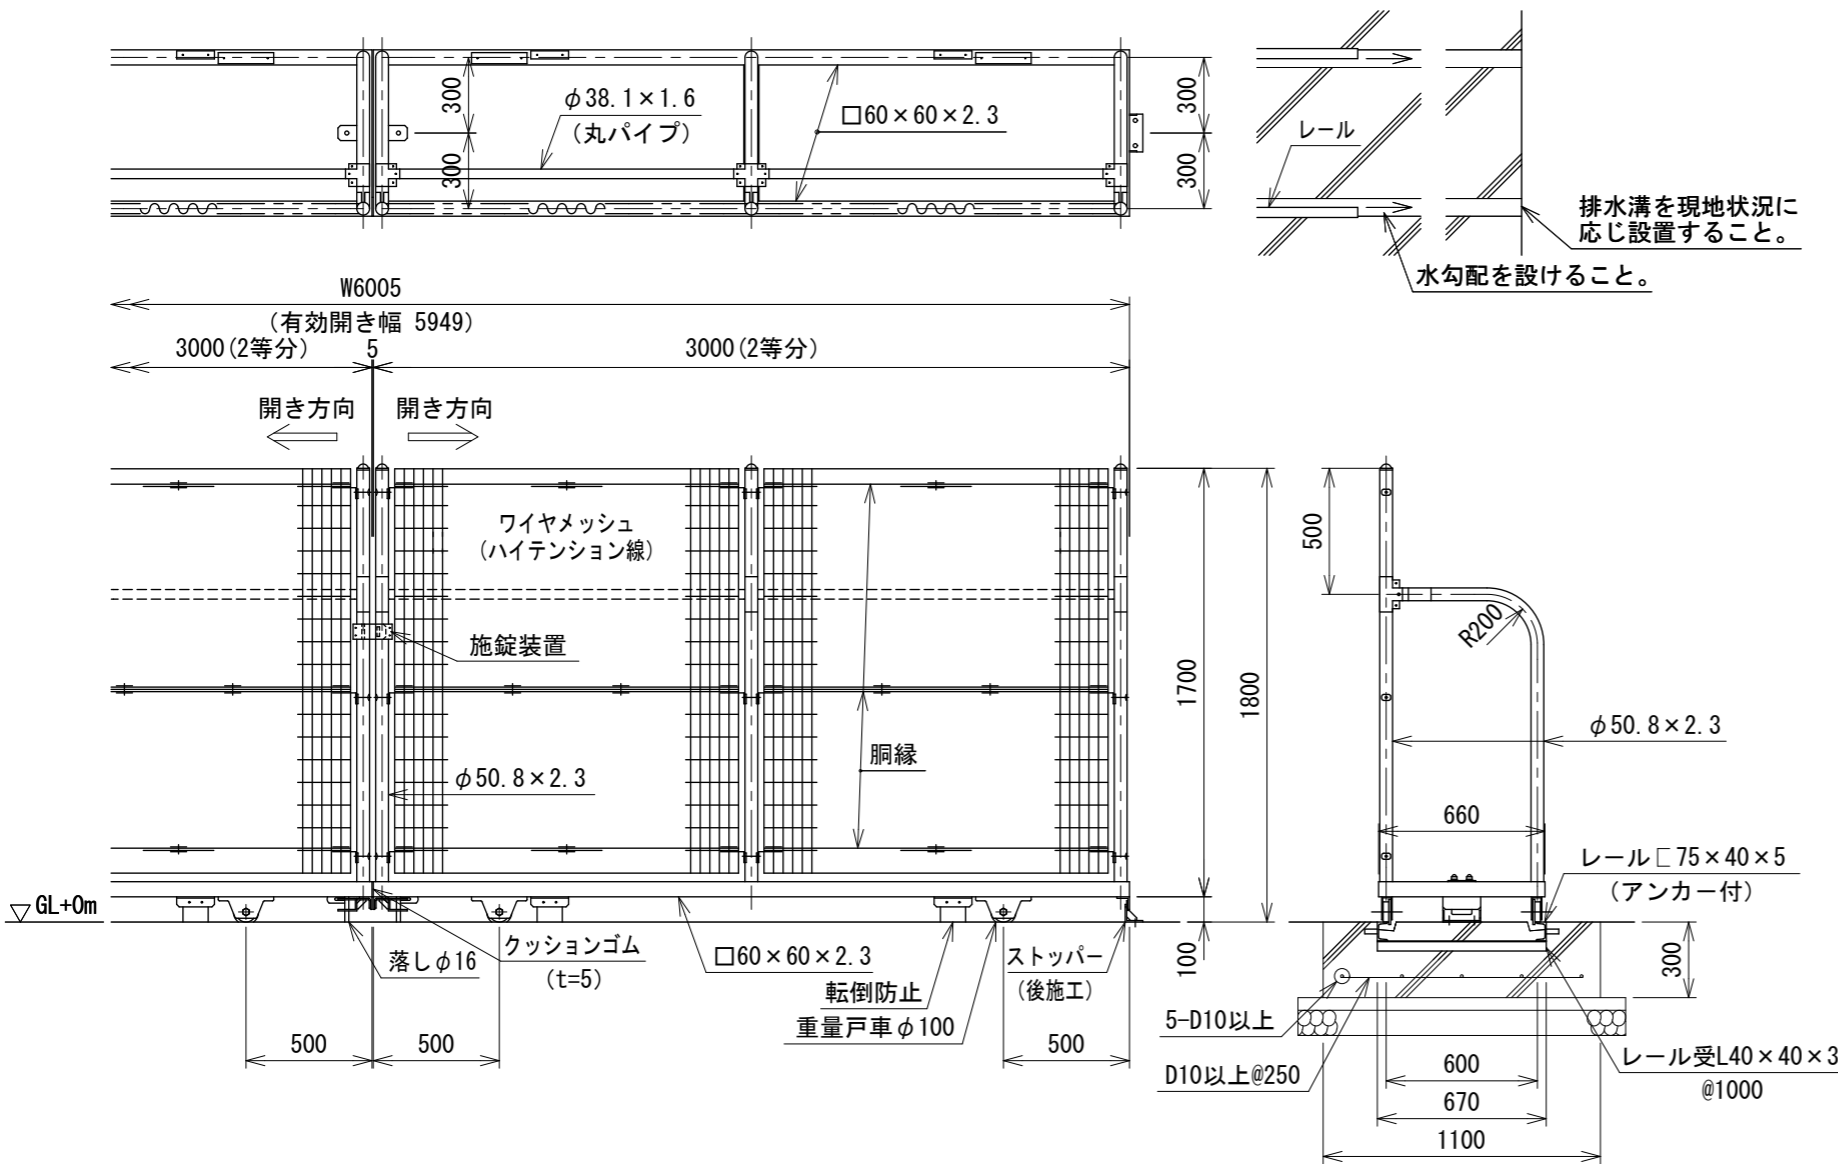 300
300
φ38.1×1.6
(丸パイプ)
□60×60×2.3
300
300
レール
排水溝を現地状況に
応じ設置すること。
水勾配を設けること。
W6005
(有効開き幅 5949)
3000(2等分)
5
3000(2等分)
開き方向
開き方向
ワイヤメッシュ
(ハイテンション線)
施錠装置
胴縁
φ50.8×2.3
500
R200
1700
1800
φ50.8×2.3
660
レール⊏75×40×5
(アンカー付)
▽GL+0m
落しφ16
クッションゴム
(t=5)
□60×60×2.3
転倒防止
重量戸車φ100
ストッパー
(後施工)
100
300
500
500
500
5-D10以上
D10以上@250
レール受L40×40×3
@1000
600
670
1100